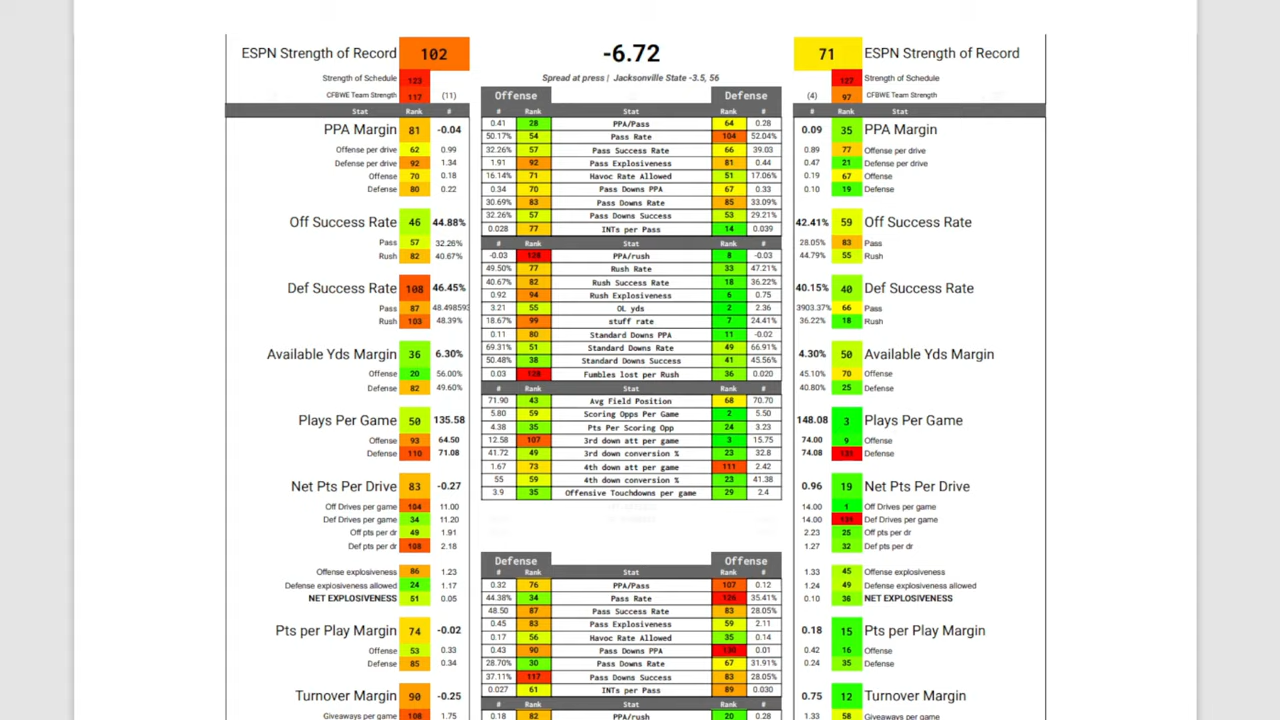 ESPN Strength of Record 102 -6.72 71 ESPN Strength of Record
Strength of Schedule 123 Spread at press | Jacksonville State -3.5, 56 127 Strength of Schedule
CFBWE Team Strength 117 (11) Offense Defense (4) 97 CFBWE Team Strength
Stat Rank # # Rank Stat Rank # # Rank Stat
0.41 28 PPA/Pass 64 0.28
PPA Margin 81 -0.04 0.09 35 PPA Margin
50.17% 54 Pass Rate 104 52.04%
Offense per drive 62 0.99 32.26% 57 Pass Success Rate 66 39.03 0.89 77 Offense per drive
Defense per drive 92 1.34 1.91 92 Pass Explosiveness 81 0.44 0.47 21 Defense per drive
Offense 70 0.18 16.14% 71 Havoc Rate Allowed 51 17.06% 0.19 67 Offense
Defense 80 0.22 0.34 70 Pass Downs PPA 67 0.33 0.10 19 Defense
30.69% 83 Pass Downs Rate 85 33.09%
32.26% 57 Pass Downs Success 53 29.21%
Off Success Rate 46 44.88% 42.41% 59 Off Success Rate
0.028 77 INTs per Pass 14 0.039
Pass 57 32.26% # Rank Stat Rank # 28.05% 83 Pass
Rush 82 40.67% -0.03 128 PPA/rush 8 -0.03 44.79% 55 Rush
49.50% 77 Rush Rate 33 47.21%
40.67% 82 Rush Success Rate 18 36.22%
Def Success Rate 108 46.45% 40.15% 40 Def Success Rate
0.92 94 Rush Explosiveness 6 0.75
Pass 87 48.498593 3.21 55 OL yds 2 2.36 3903.37% 66 Pass
Rush 103 48.39% 18.67% 99 stuff rate 7 24.41% 36.22% 18 Rush
0.11 80 Standard Downs PPA 11 -0.02
69.31% 51 Standard Downs Rate 49 66.91%
Available Yds Margin 36 6.30% 4.30% 50 Available Yds Margin
50.48% 38 Standard Downs Success 41 45.56%
Offense 20 56.00% 0.03 128 Fumbles lost per Rush 36 0.020 45.10% 70 Offense
Defense 82 49.60% # Rank Stat Rank # 40.80% 25 Defense
71.90 43 Avg Field Position 68 70.70
5.80 59 Scoring Opps Per Game 2 5.50
Plays Per Game 50 135.58 148.08 3 Plays Per Game
4.38 35 Pts Per Scoring Opp 24 3.23
Offense 93 64.50 12.58 107 3rd down att per game 3 15.75 74.00 9 Offense
Defense 110 71.08 41.72 49 3rd down conversion % 23 32.8 74.08 Defense
1.67 73 4th down att per game 111 2.42
55 59 4th down conversion % 23 41.38
Net Pts Per Drive 83 -0.27 0.96 19 Net Pts Per Drive
3.9 35 Offensive Touchdowns per game 29 2.4
Off Drives per game 104 11.00 14.00 1 Off Drives per game
Def Drives per game 34 11.20 14.00 Def Drives per game
Off pts per dr 49 1.91 2.23 25 Off pts per dr
Def pts per dr 108 2.18 1.27 32 Def pts per dr
Defense Offense
Offense explosiveness 86 1.23 # Rank Stat Rank # 1.33 45 Offense explosiveness
Defense explosiveness allowed 24 1.17 0.32 76 PPA/Pass 107 0.12 1.24 49 Defense explosiveness allowed
NET EXPLOSIVENESS 51 0.05 44.38% 34 Pass Rate 126 35.41% 0.10 36 NET EXPLOSIVENESS
48.50 87 Pass Success Rate 83 28.05%
0.45 83 Pass Explosiveness 59 2.11
Pts per Play Margin 74 -0.02 0.18 15 Pts per Play Margin
0.17 56 Havoc Rate Allowed 35 0.14
Offense 53 0.33 0.43 90 Pass Downs PPA 130 0.01 0.42 16 Offense
Defense 85 0.34 28.70% 30 Pass Downs Rate 67 31.91% 0.24 35 Defense
37.11% 117 Pass Downs Success 83 28.05%
0.027 61 INTs per Pass 89 0.030
Turnover Margin 90 -0.25 0.75 12 Turnover Margin
# Rank Stat Rank #
Giveaways per game 108 1.75 0.18 82 PPA/rush 20 0.28 1.33 58 Giveaways per game